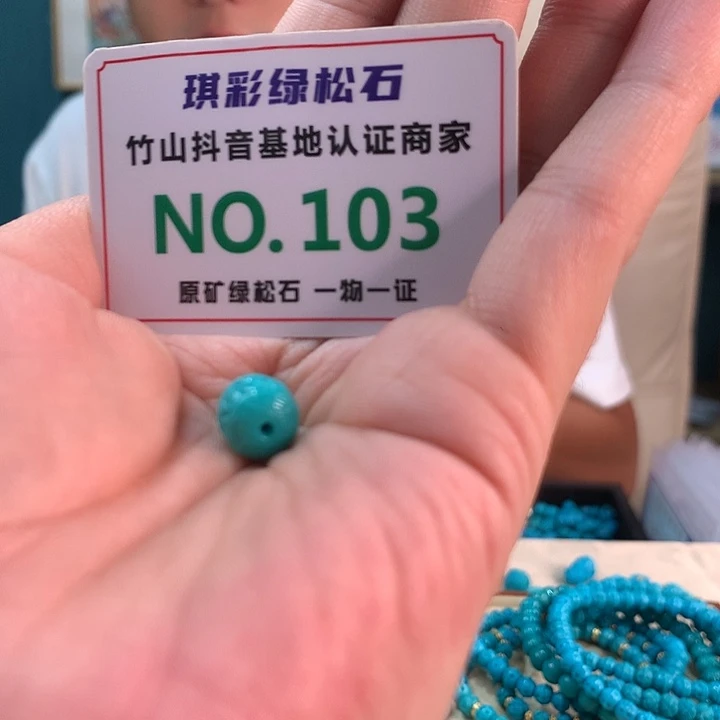 琪彩绿松石
竹山抖音基地认证商家
NO.103
原矿绿松石 一物一证